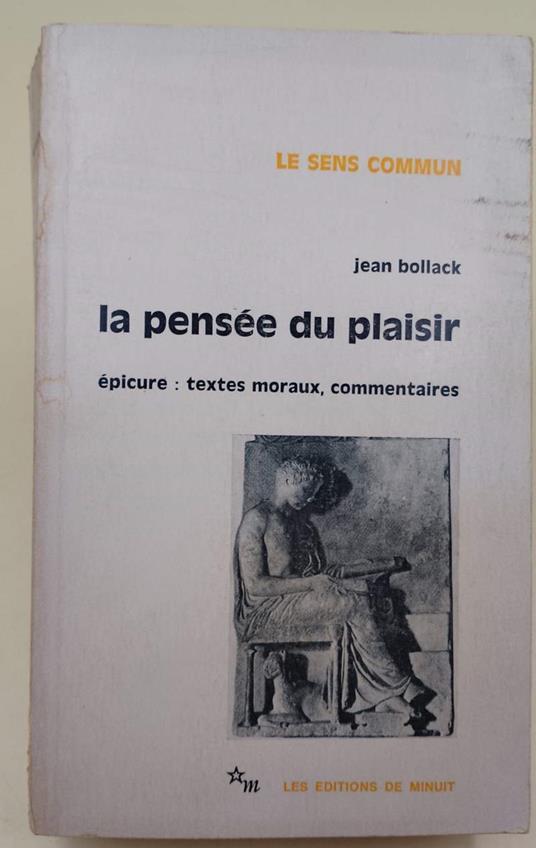 LE SENS COMMUN
jean bollack
la pensée du plaisir
épicure : textes moraux, commentaires
m LES EDITIONS DE MINUIT